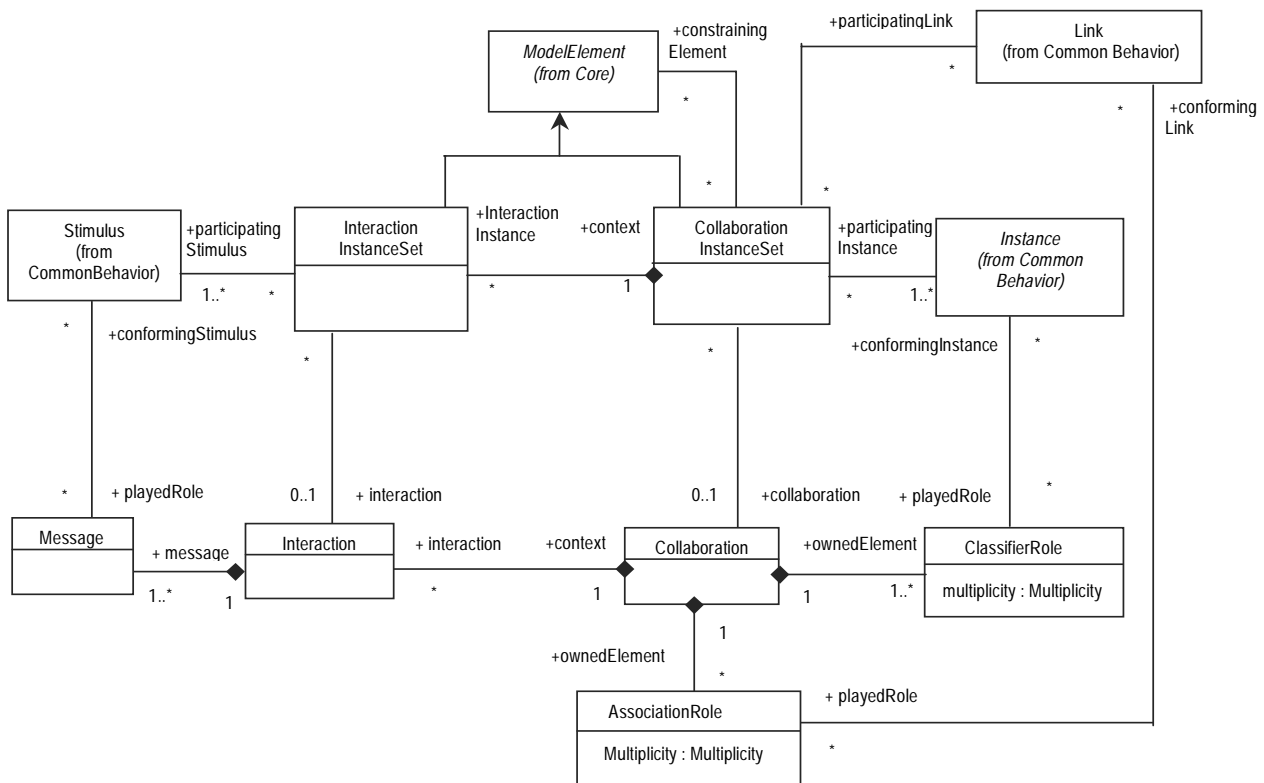 ModelElement
(from Core)
+constraining
Element
*
+participatingLink
*
Link
(from Common Behavior)
*
+conforming
Link
*
*
Stimulus
(from
CommonBehavior)
+participating
Stimulus
1..*
*
Interaction
InstanceSet
+Interaction
Instance
*
+context
1
Collaboration
InstanceSet
+participating
Instance
*
1..*
Instance
(from Common
Behavior)
*
+conformingStimulus
*
*
+conformingInstance
*
*
+ playedRole
0..1
+ interaction
0..1
+collaboration
+ playedRole
*
Message
+ message
1..*
1
Interaction
+ interaction
*
+context
1
Collaboration
+ownedElement
1
1..*
ClassifierRole
multiplicity : Multiplicity
1
+ownedElement
*
AssociationRole
Multiplicity : Multiplicity
+ playedRole
*